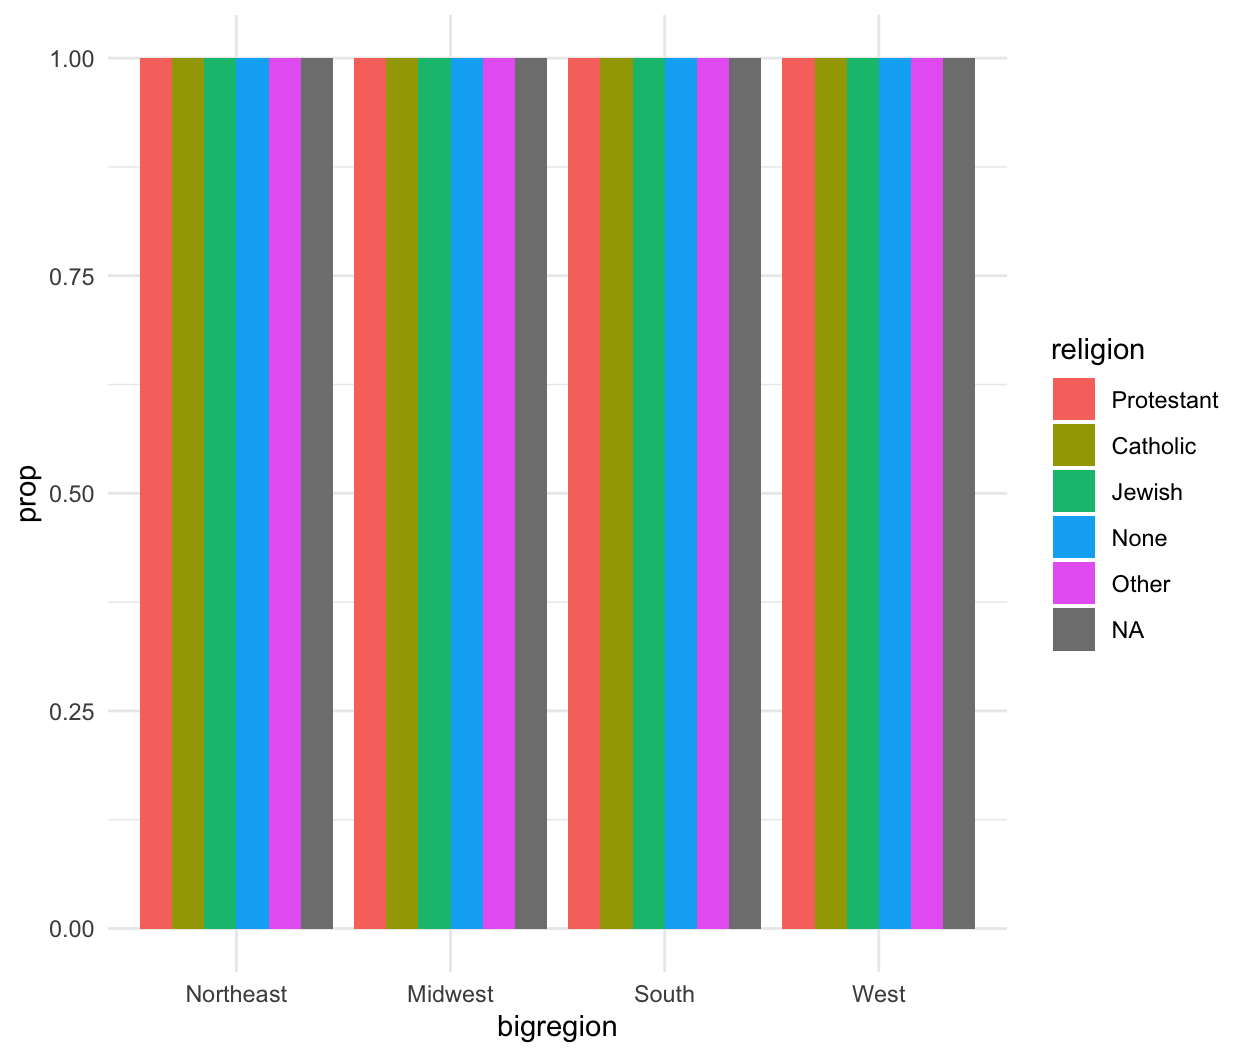 1.00
0.75
0.50
0.25
0.00
prop
Northeast
Midwest
South
West
bigregion
religion
Protestant
Catholic
Jewish
None
Other
NA